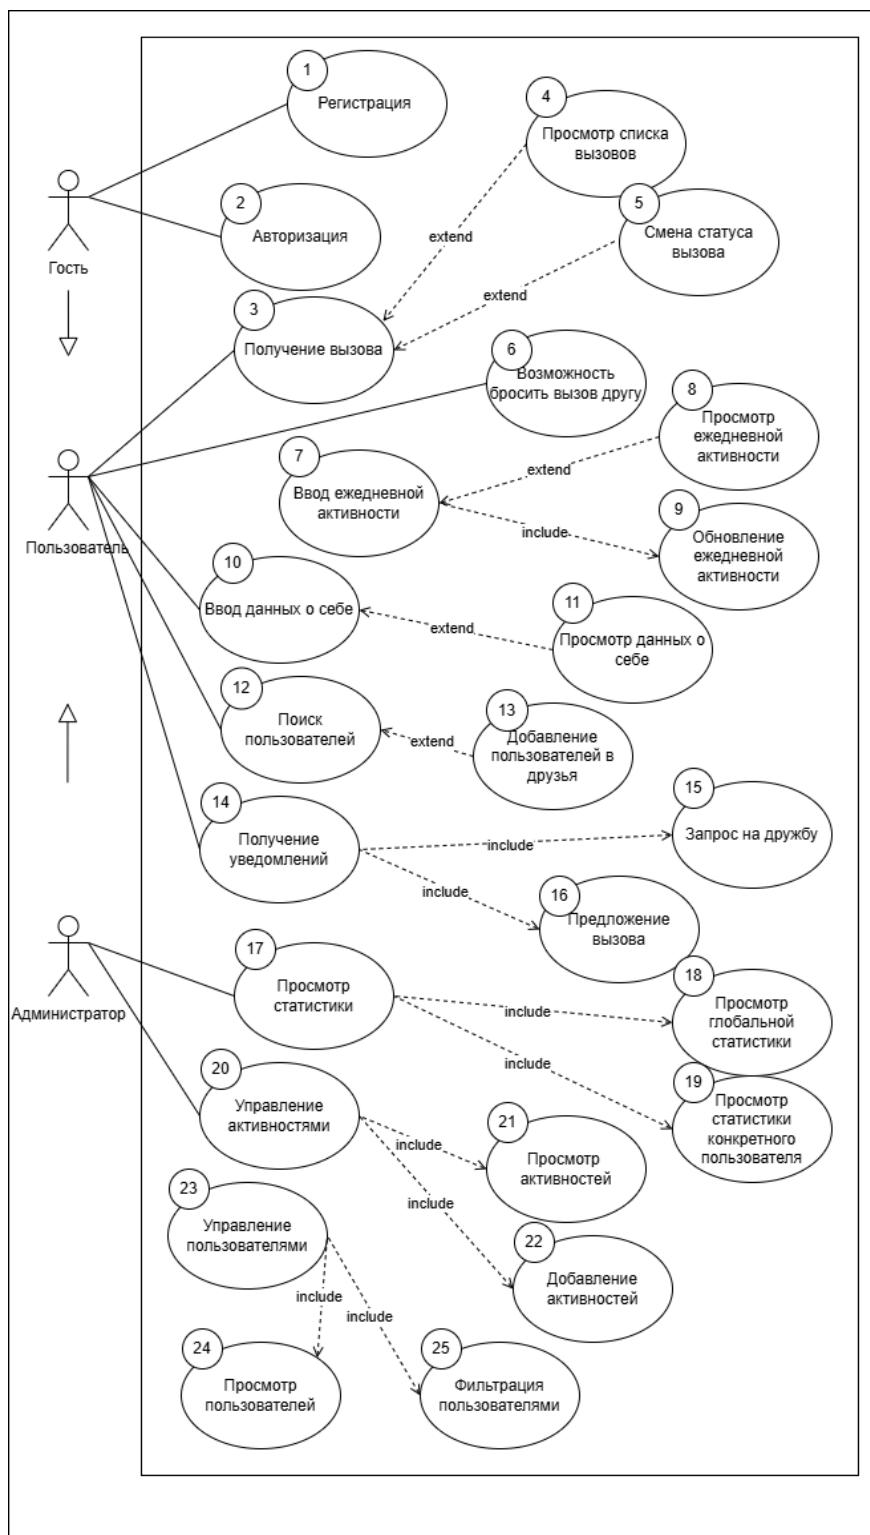 1
Регистрация
4
Просмотр списка
вызовов
2
Авторизация
5
Смена статуса
вызова
Гость
extend
extend
3
Получение вызова
6
Возможность
бросить вызов другу
7
Ввод ежедневной
активности
8
Просмотр
ежедневной
активности
extend
include
9
Обновление
ежедневной
активности
Пользователь
10
Ввод данных о себе
extend
11
Просмотр данных о
себе
12
Поиск
пользователей
extend
13
Добавление
пользователей в
друзья
14
Получение
уведомлений
include
include
15
Запрос на дружбу
16
Предложение
вызова
Администратор
17
Просмотр
статистики
include
include
18
Просмотр
глобальной
статистики
19
Просмотр
статистики
конкретного
пользователя
20
Управление
активностями
include
include
21
Просмотр
активностей
22
Добавление
активностей
23
Управление
пользователями
include
include
24
Просмотр
пользователей
25
Фильтрация
пользователями